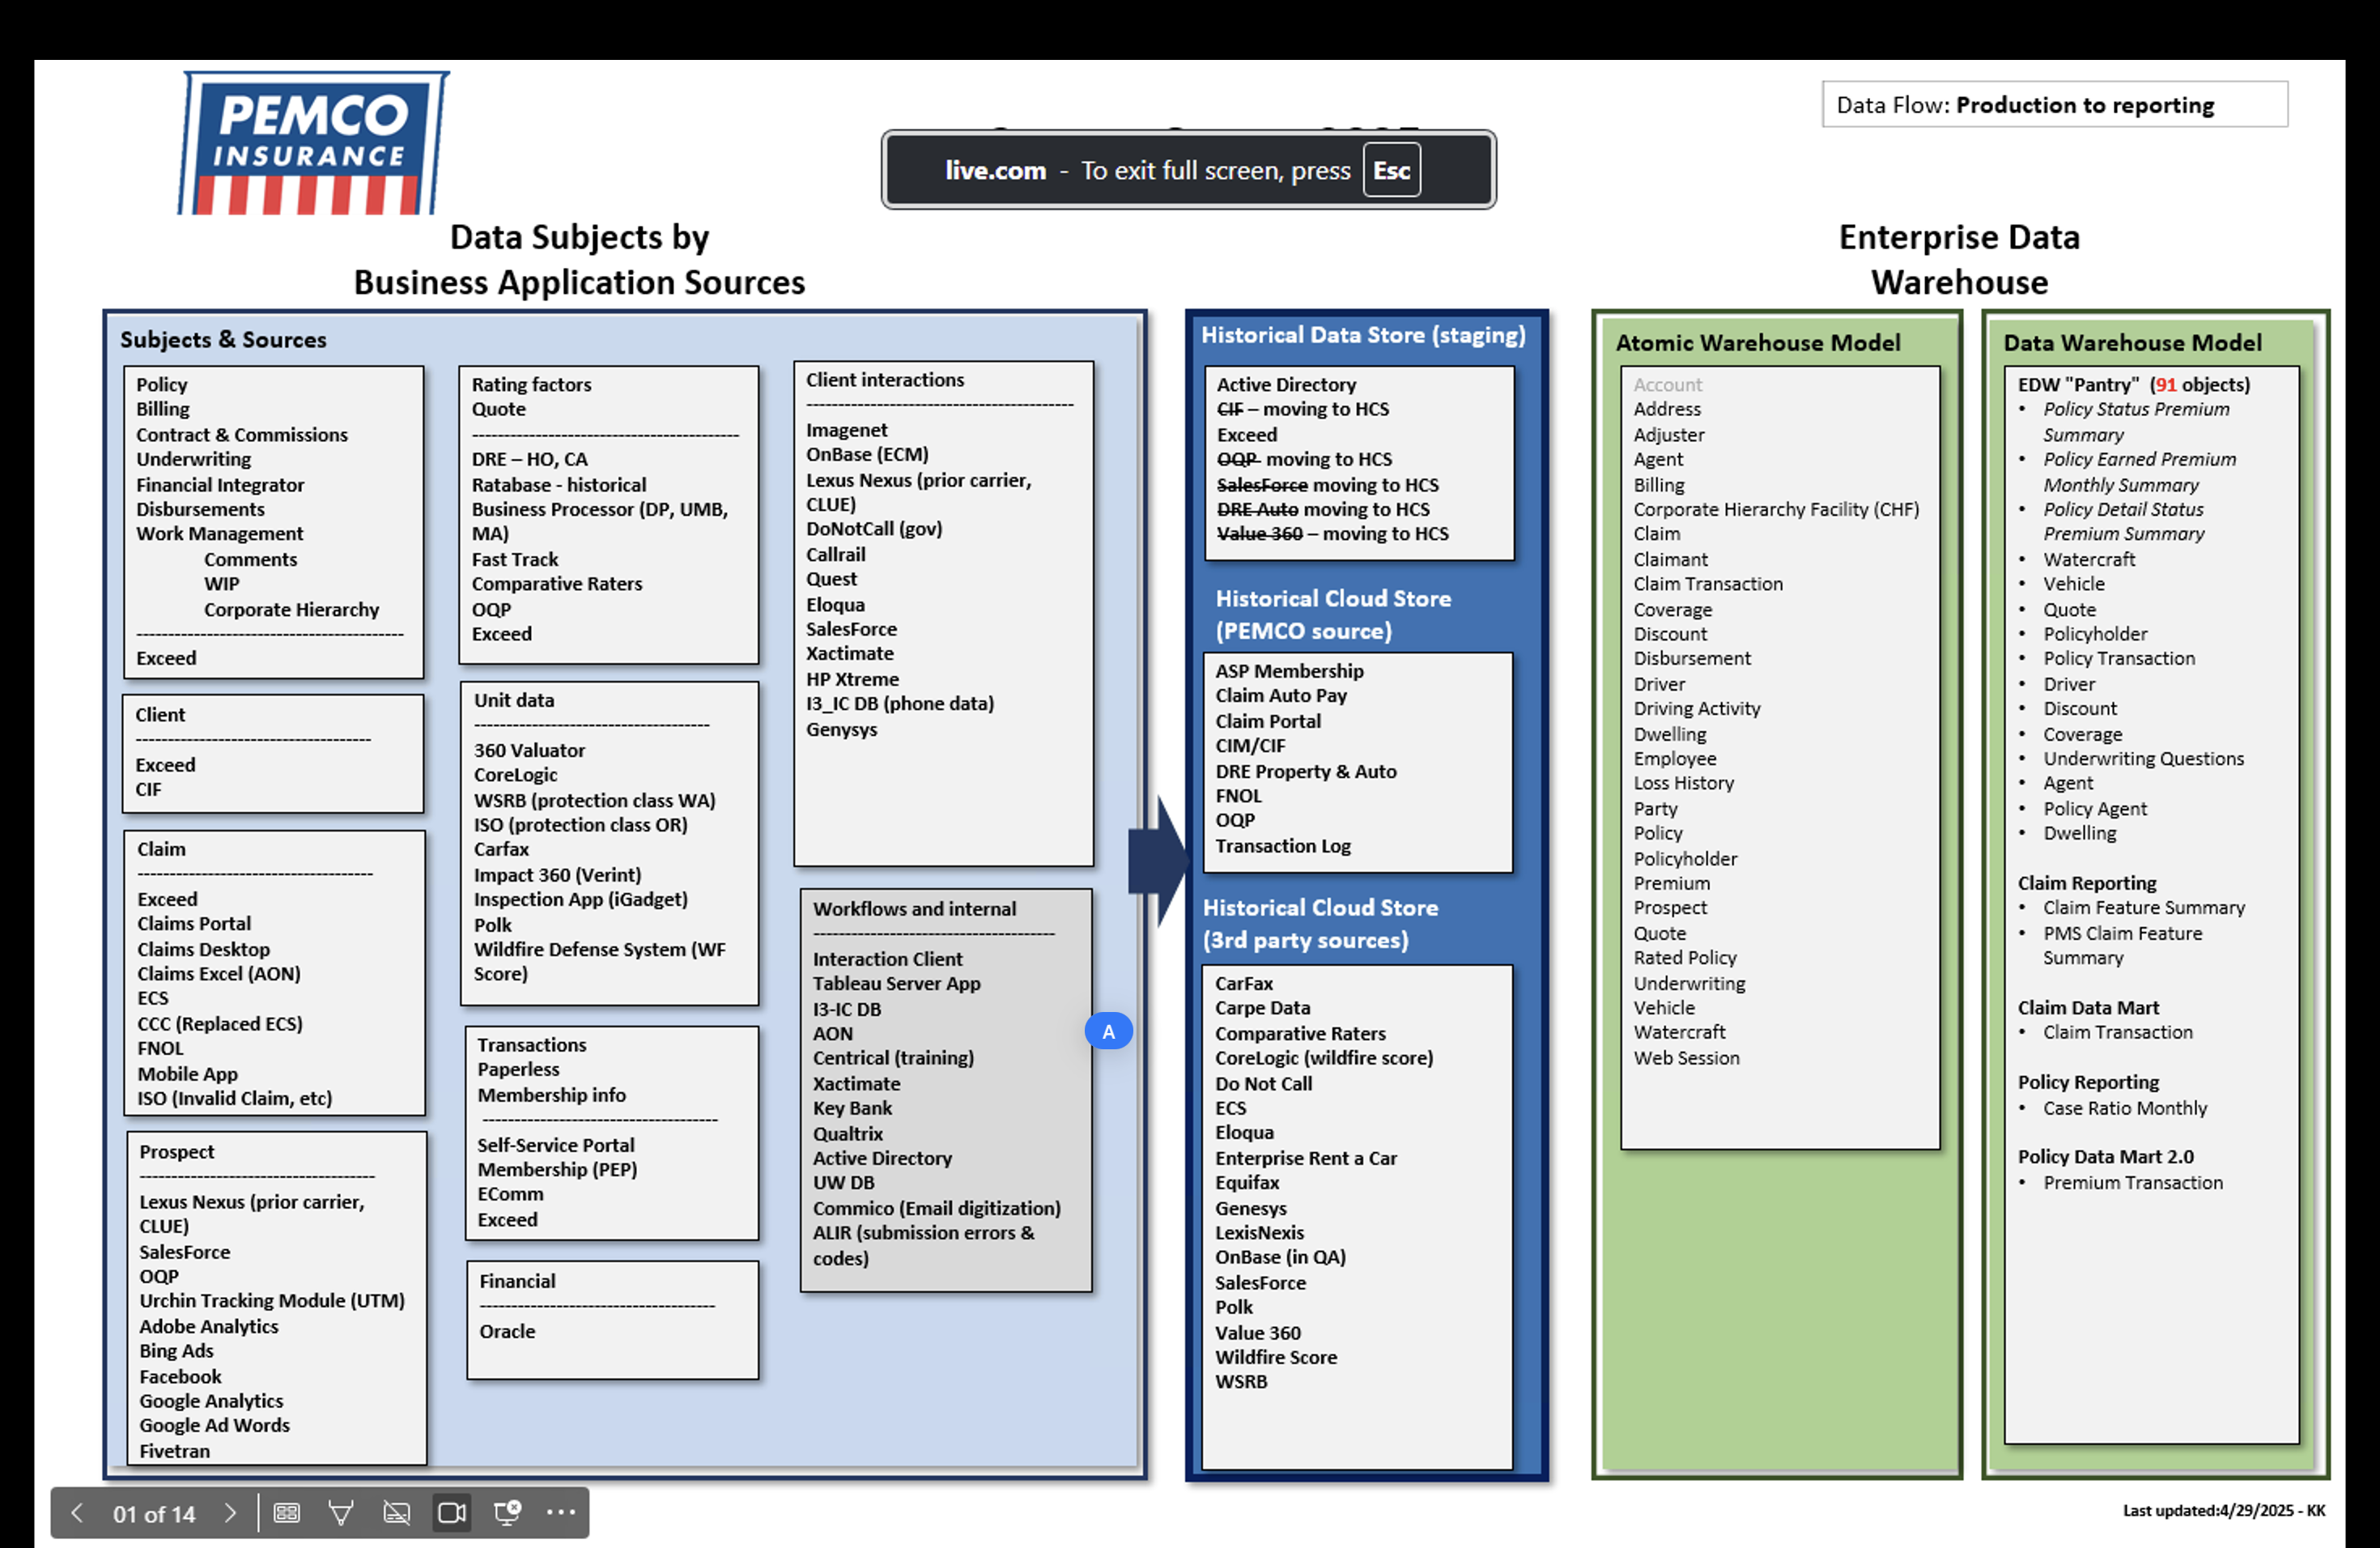 PEMCO
INSURANCE
Data Flow: Production to reporting
live.com - To exit full screen, press Esc
Data Subjects by
Business Application Sources
Enterprise Data
Warehouse
Subjects & Sources
Policy
Billing
Contract & Commissions
Underwriting
Financial Integrator
Disbursements
Work Management
Comments
WIP
Corporate Hierarchy
------------------------------------------
Exceed
Client
-------------------------------------
Exceed
CIF
Claim
-------------------------------------
Exceed
Claims Portal
Claims Desktop
Claims Excel (AON)
ECS
CCC (Replaced ECS)
FNOL
Mobile App
ISO (Invalid Claim, etc)
Prospect
-------------------------------------
Lexus Nexus (prior carrier,
CLUE)
SalesForce
OQP
Urchin Tracking Module (UTM)
Adobe Analytics
Bing Ads
Facebook
Google Analytics
Google Ad Words
Fivetran
Rating factors
Quote
------------------------------------------
DRE – HO, CA
Ratabase - historical
Business Processor (DP, UMB,
MA)
Fast Track
Comparative Raters
OQP
Exceed
Unit data
-------------------------------------
360 Valuator
CoreLogic
WSRB (protection class WA)
ISO (protection class OR)
Carfax
Impact 360 (Verint)
Inspection App (iGadget)
Polk
Wildfire Defense System (WF
Score)
Transactions
Paperless
Membership info
-------------------------------------
Self-Service Portal
Membership (PEP)
EComm
Exceed
Financial
-------------------------------------
Oracle
Client interactions
------------------------------------------
Imagenet
OnBase (ECM)
Lexus Nexus (prior carrier,
CLUE)
DoNotCall (gov)
Callrail
Quest
Eloqua
SalesForce
Xactimate
HP Xtreme
I3_IC DB (phone data)
Genysys
Workflows and internal
--------------------------------------
Interaction Client
Tableau Server App
I3-IC DB
AON
Centrical (training)
Xactimate
Key Bank
Qualtrix
Active Directory
UW DB
Commico (Email digitization)
ALIR (submission errors &
codes)
A
Historical Data Store (staging)
Active Directory
CIF – moving to HCS
Exceed
OQP moving to HCS
SalesForce moving to HCS
DRE Auto moving to HCS
Value 360 – moving to HCS
Historical Cloud Store
(PEMCO source)
ASP Membership
Claim Auto Pay
Claim Portal
CIM/CIF
DRE Property & Auto
FNOL
OQP
Transaction Log
Historical Cloud Store
(3rd party sources)
CarFax
Carpe Data
Comparative Raters
CoreLogic (wildfire score)
Do Not Call
ECS
Eloqua
Enterprise Rent a Car
Equifax
Genesys
LexisNexis
OnBase (in QA)
SalesForce
Polk
Value 360
Wildfire Score
WSRB
Atomic Warehouse Model
Account
Address
Adjuster
Agent
Billing
Corporate Hierarchy Facility (CHF)
Claim
Claimant
Claim Transaction
Coverage
Discount
Disbursement
Driver
Driving Activity
Dwelling
Employee
Loss History
Party
Policy
Policyholder
Premium
Prospect
Quote
Rated Policy
Underwriting
Vehicle
Watercraft
Web Session
Data Warehouse Model
EDW "Pantry" (91 objects)
• Policy Status Premium
Summary
• Policy Earned Premium
Monthly Summary
• Policy Detail Status
Premium Summary
• Watercraft
• Vehicle
• Quote
• Policyholder
• Policy Transaction
• Driver
• Discount
• Coverage
• Underwriting Questions
• Agent
• Policy Agent
• Dwelling
Claim Reporting
• Claim Feature Summary
• PMS Claim Feature
Summary
Claim Data Mart
• Claim Transaction
Policy Reporting
• Case Ratio Monthly
Policy Data Mart 2.0
• Premium Transaction
01 of 14
Last updated:4/29/2025 - KK